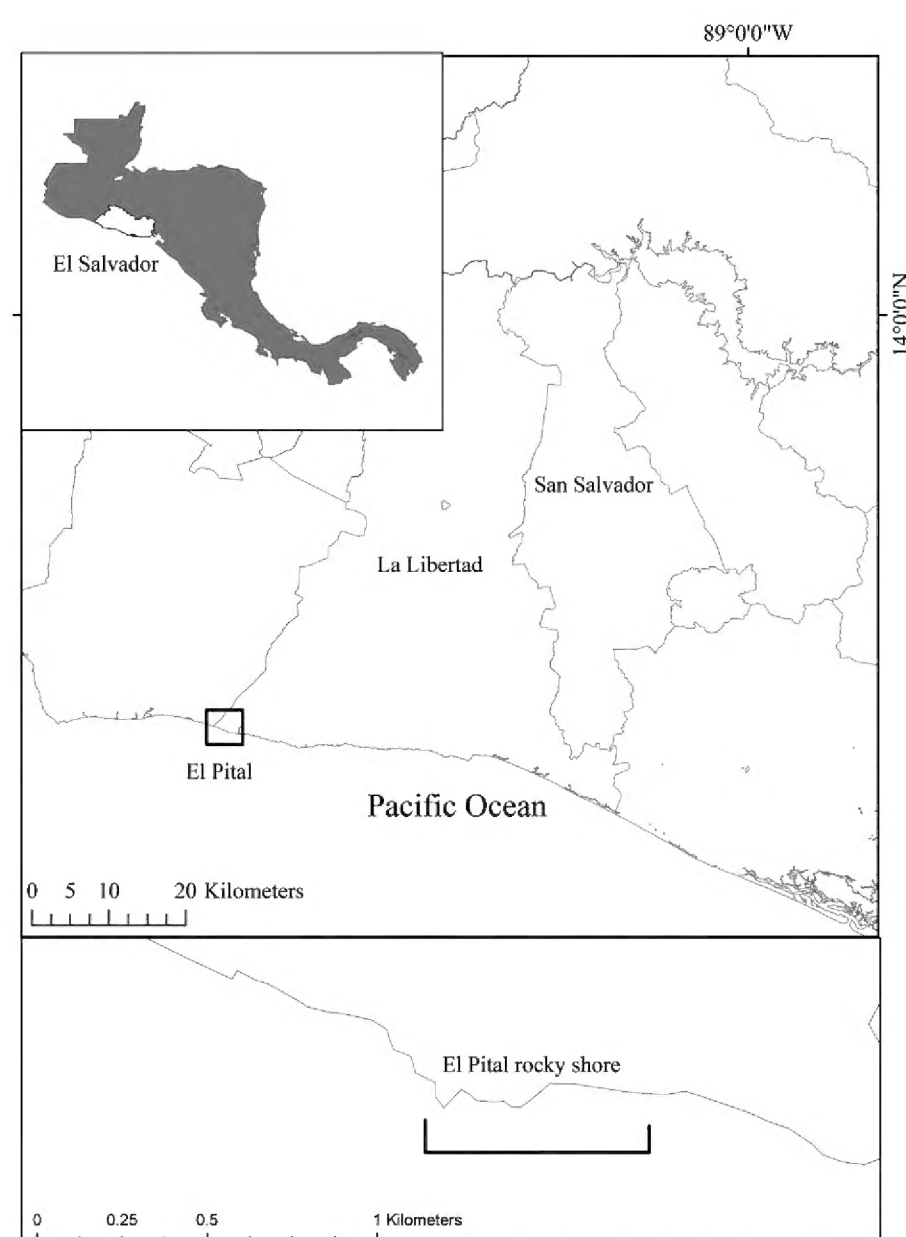 89°0'0"W
El Salvador
14°0'0"N
San Salvador
La Libertad
El Pital
Pacific Ocean
0 5 10 20 Kilometers
El Pital rocky shore
0 0.25 0.5 1 Kilometers